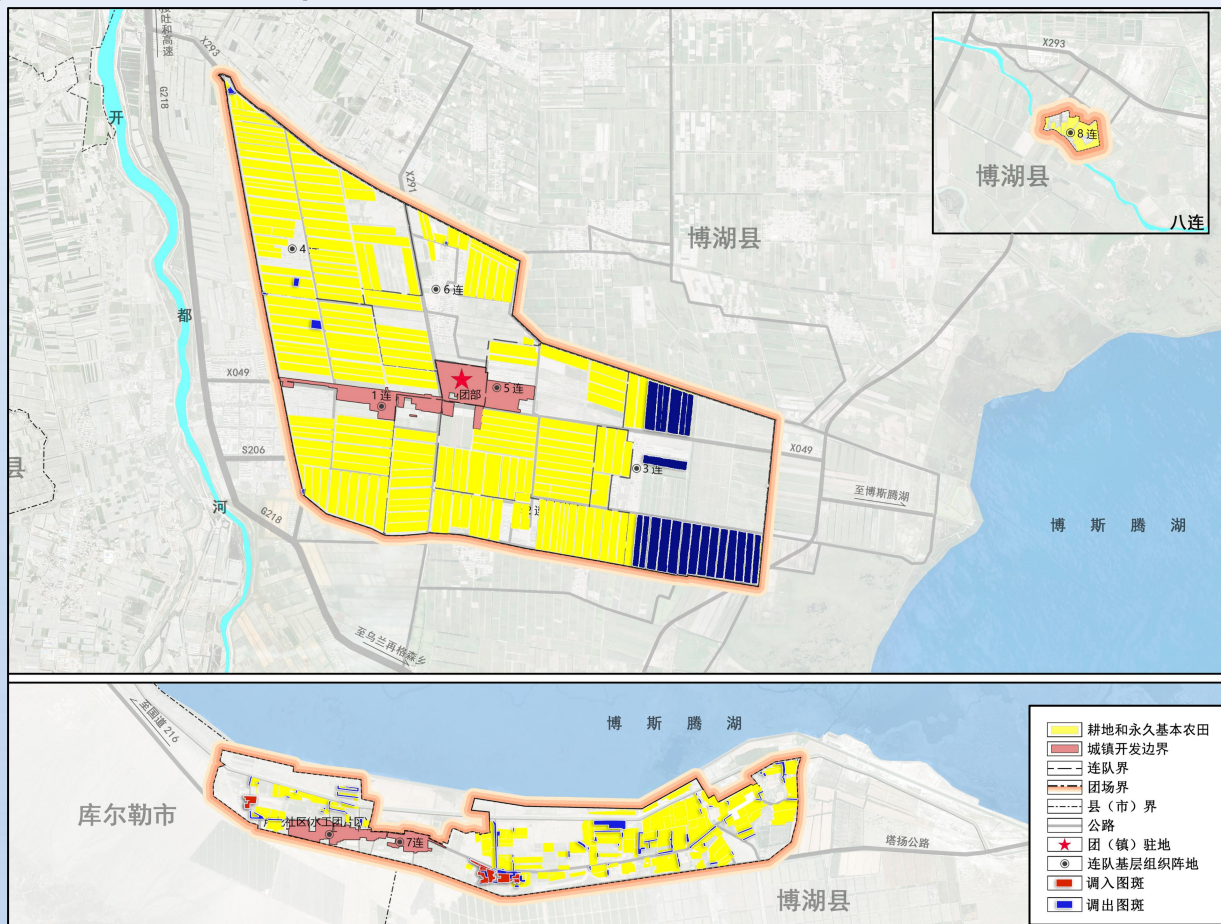 X293
G218
开
都
河
X291
博湖县
4
6 连
X049
1 连
团部
5 连
S206
G218
3 连
X049
至博斯腾湖
2 连
博斯腾湖
至乌兰再格森乡
县
X293
8 连
博湖县
八连
至国道 216
博斯腾湖
库尔勒市
社区(水工团片区)
7连
塔扬公路
博湖县
耕地和永久基本农田
城镇开发边界
连队界
团场界
县（市）界
公路
团（镇）驻地
连队基层组织阵地
调入图斑
调出图斑